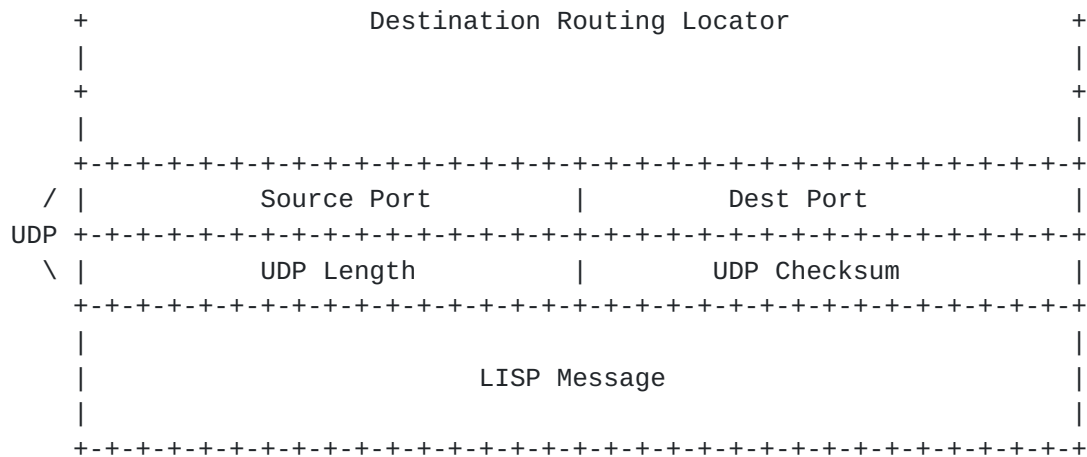 +                  Destination Routing Locator                  +
|                                                               |
+                                                               +
|                                                               |
+-+-+-+-+-+-+-+-+-+-+-+-+-+-+-+-+-+-+-+-+-+-+-+-+-+-+-+-+-+-+-+-+
/ |           Source Port         |         Dest Port             |
UDP +-+-+-+-+-+-+-+-+-+-+-+-+-+-+-+-+-+-+-+-+-+-+-+-+-+-+-+-+-+-+-+-+
\ |           UDP Length          |        UDP Checksum           |
+-+-+-+-+-+-+-+-+-+-+-+-+-+-+-+-+-+-+-+-+-+-+-+-+-+-+-+-+-+-+-+-+
|                                                               |
|                         LISP Message                          |
|                                                               |
+-+-+-+-+-+-+-+-+-+-+-+-+-+-+-+-+-+-+-+-+-+-+-+-+-+-+-+-+-+-+-+-+